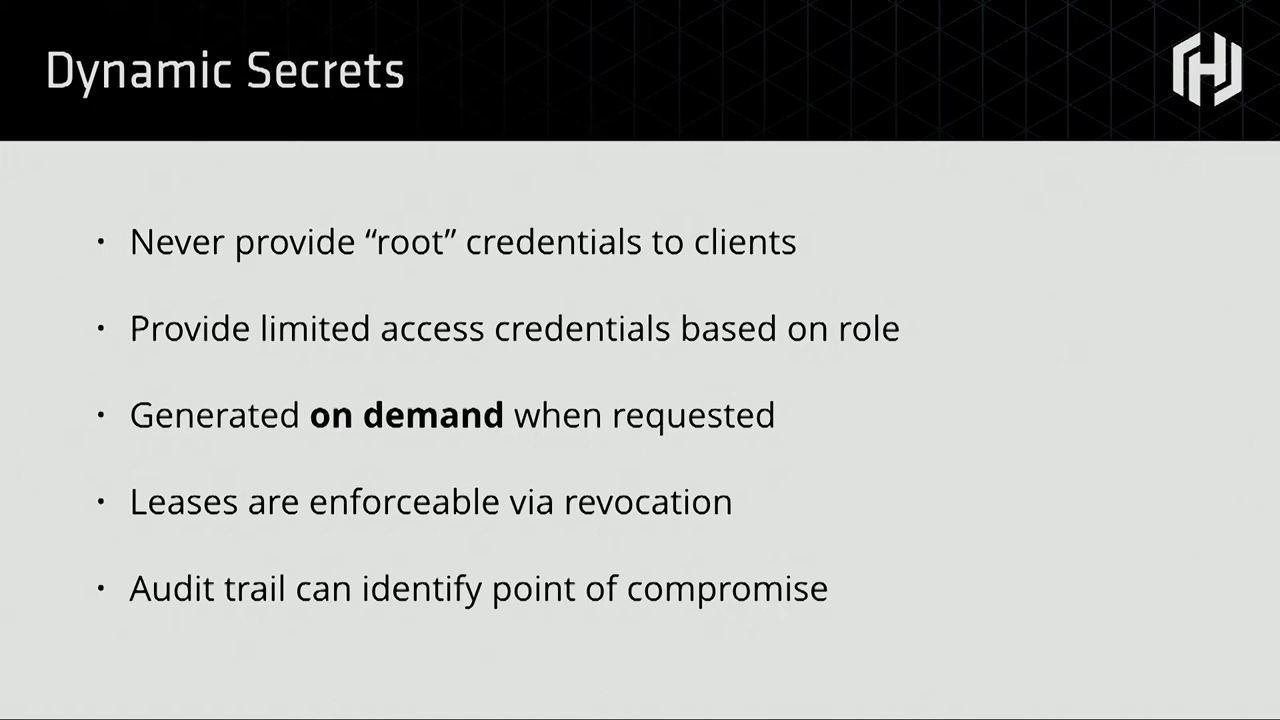 Dynamic Secrets
• Never provide “root” credentials to clients
• Provide limited access credentials based on role
• Generated on demand when requested
• Leases are enforceable via revocation
• Audit trail can identify point of compromise